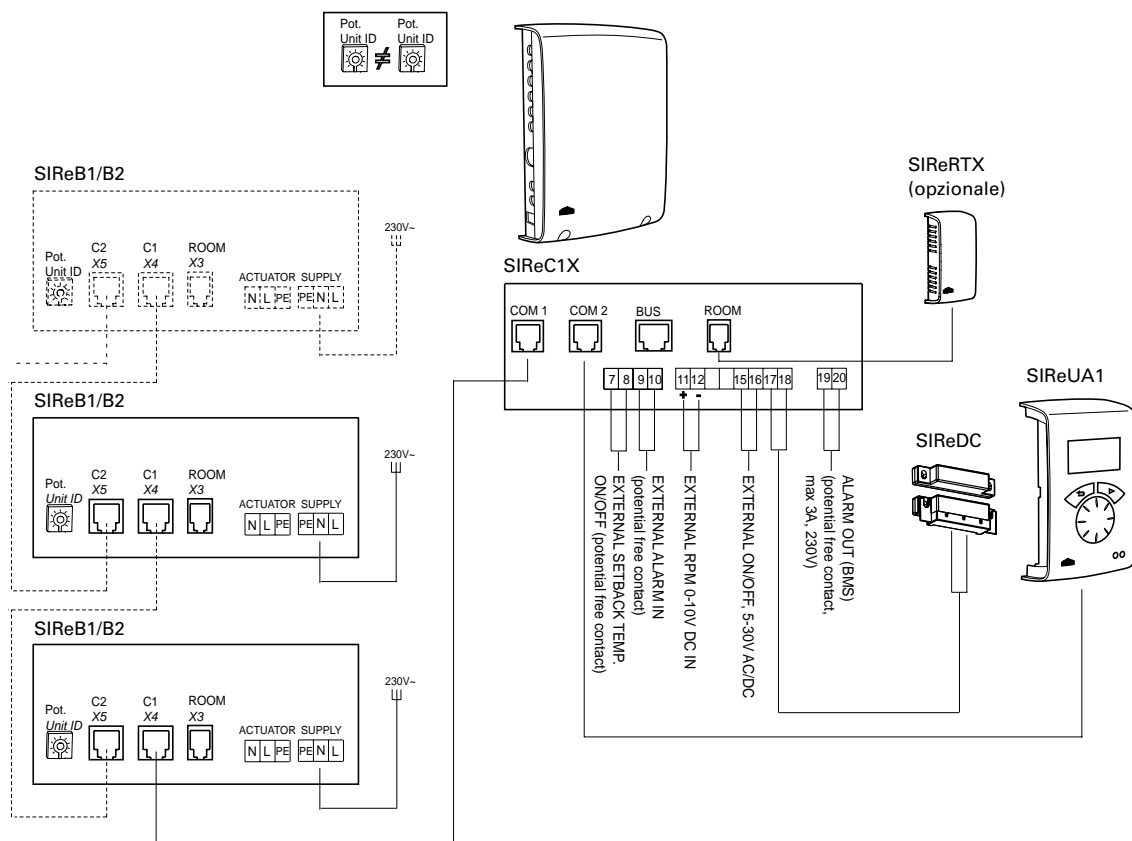 Pot. Pot.
Unit ID Unit ID
≠
SIReB1/B2
230V~
Pot.
Unit ID
C2
X5
C1
X4
ROOM
X3
ACTUATOR SUPPLY
N L PE PE N L
SIReC1X
COM 1 COM 2 BUS ROOM
7 8 9 10 11 12 15 16 17 18 19 20
+ -
EXTERNAL SETBACK TEMP.
ON/OFF (potential free contact)
EXTERNAL ALARM IN
(potential free contact)
EXTERNAL RPM 0-10V DC IN
EXTERNAL ON/OFF, 5-30V AC/DC
ALARM OUT (BMS)
(potential free contact,
max 3A, 230V)
SIReRTX
(opzionale)
SIReDC
SIReUA1
SIReB1/B2
230V~
Pot.
Unit ID
C2
X5
C1
X4
ROOM
X3
ACTUATOR SUPPLY
N L PE PE N L
SIReB1/B2
230V~
Pot.
Unit ID
C2
X5
C1
X4
ROOM
X3
ACTUATOR SUPPLY
N L PE PE N L